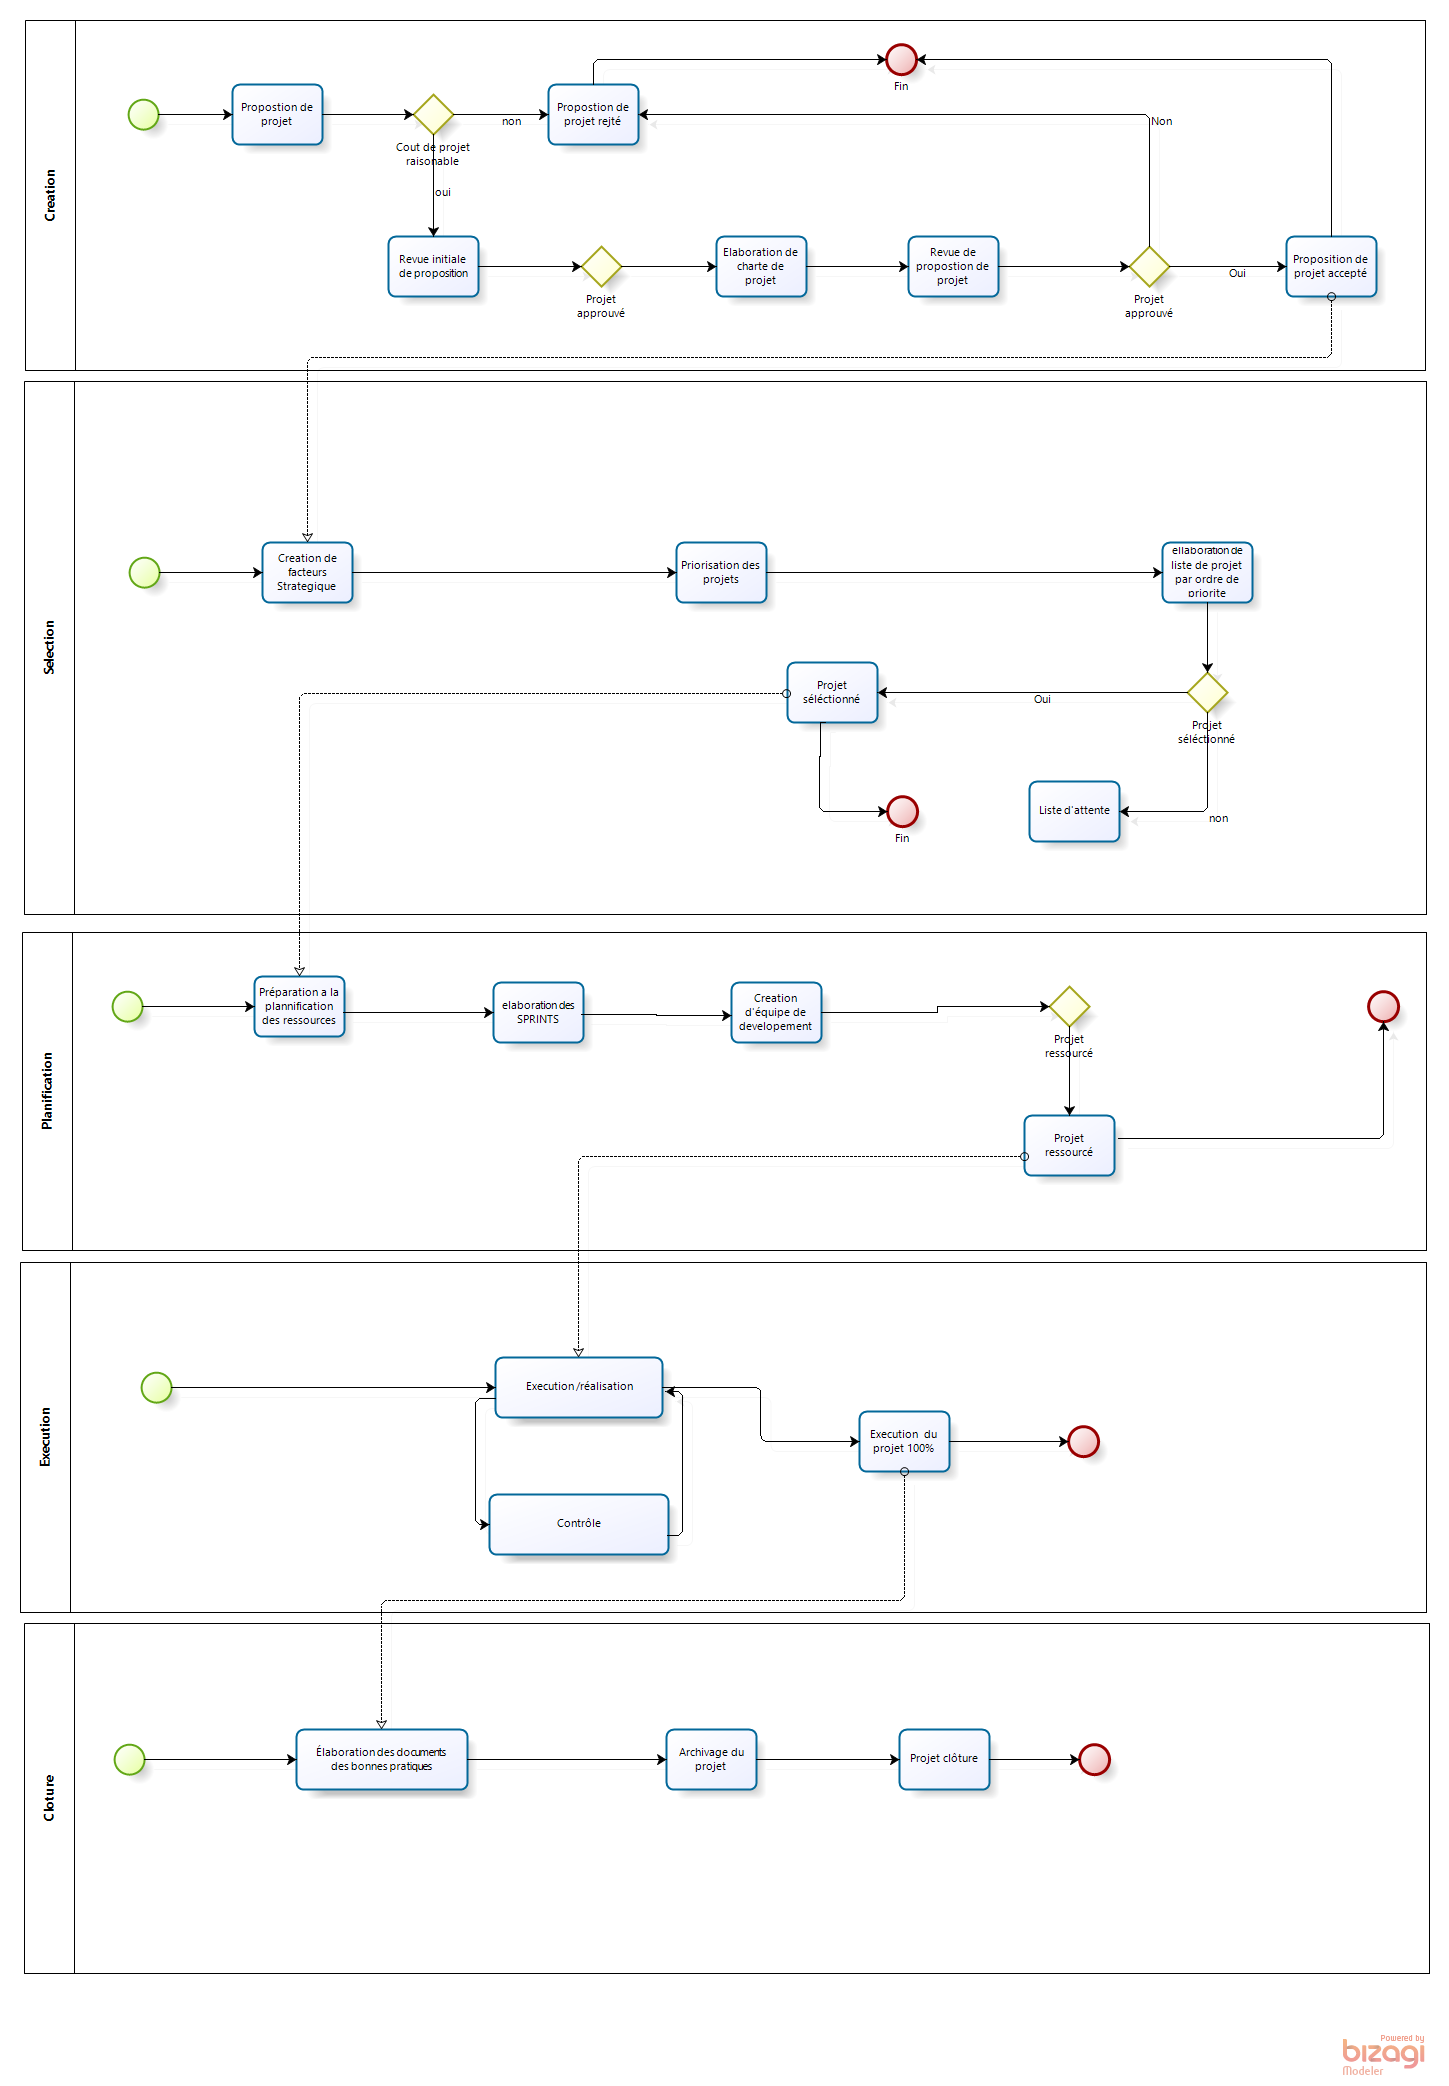 Creation
Fin
Propostion de
projet
Cout de projet
raisonable
non
Propostion de
projet rejté
Non
oui
Revue initiale
de proposition
Projet
approuvé
Elaboration de
charte de
projet
Revue de
propostion de
projet
Projet
approuvé
Oui
Proposition de
projet accepté
Selection
Creation de
facteurs
Strategique
Priorisation des
projets
ellaboration de
liste de projet
par ordre de
priorite
Projet
séléctionné
Oui
Projet
séléctionné
Liste d'attente
non
Fin
Planification
Préparation a la
plannification
des ressources
elaboration des
SPRINTS
Creation
d'équipe de
developement
Projet
ressourcé
Projet
ressourcé
Execution
Execution/réalisation
Execution du
projet 100%
Contrôle
Cloture
Élaboration des documents
des bonnes pratiques
Archivage du
projet
Projet clôture
Powered by
bizagi
Modeler